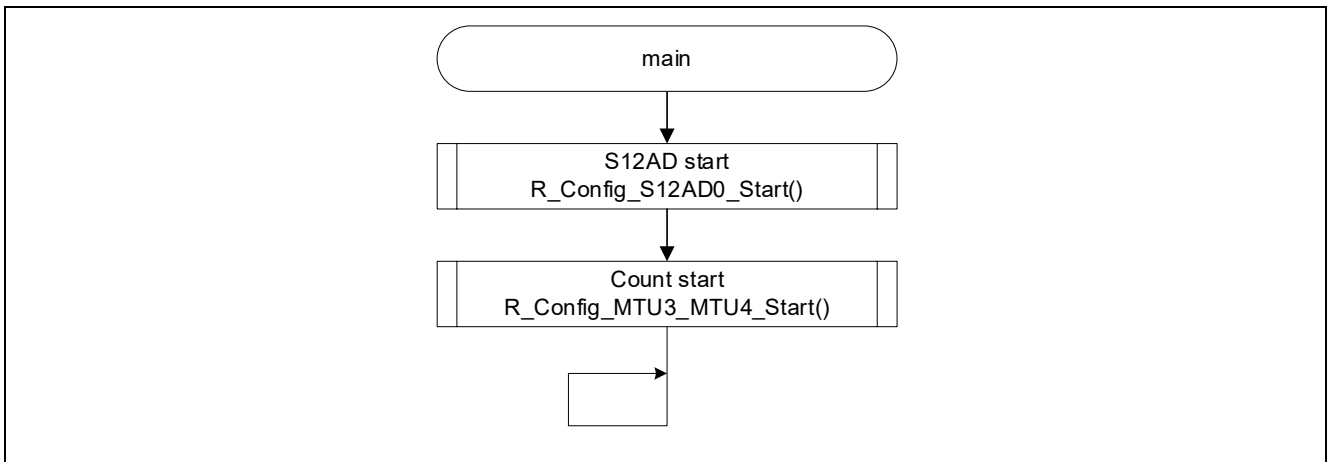 main
S12AD start
R_Config_S12AD0_Start()
Count start
R_Config_MTU3_MTU4_Start()